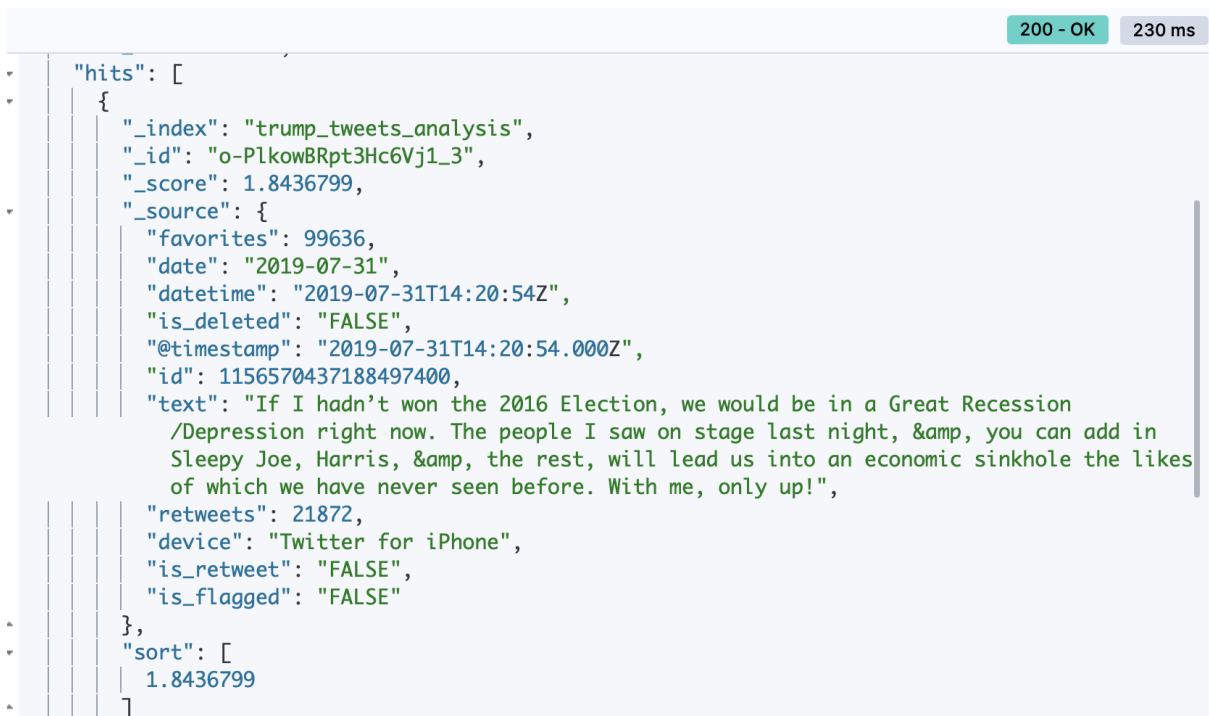 200 - OK 230 ms
"hits": [
{
"_index": "trump_tweets_analysis",
"_id": "o-PlkowBRpt3Hc6Vj1_3",
"_score": 1.8436799,
"_source": {
"favorites": 99636,
"date": "2019-07-31",
"datetime": "2019-07-31T14:20:54Z",
"is_deleted": "FALSE",
"@timestamp": "2019-07-31T14:20:54.000Z",
"id": 1156570437188497400,
"text": "If I hadn’t won the 2016 Election, we would be in a Great Recession
/Depression right now. The people I saw on stage last night, &amp, you can add in
Sleepy Joe, Harris, &amp, the rest, will lead us into an economic sinkhole the likes
of which we have never seen before. With me, only up!",
"retweets": 21872,
"device": "Twitter for iPhone",
"is_retweet": "FALSE",
"is_flagged": "FALSE"
},
"sort": [
1.8436799
]